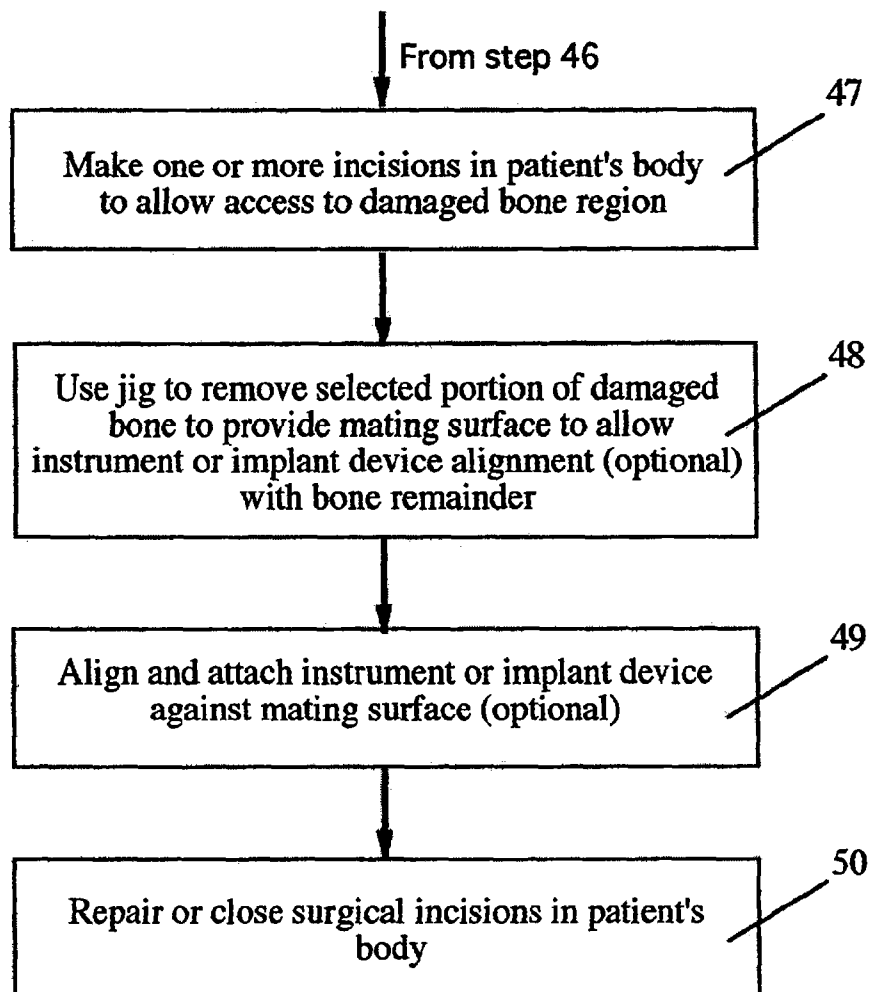 From step 46
47
Make one or more incisions in patient's body
to allow access to damaged bone region
48
Use jig to remove selected portion of damaged
bone to provide mating surface to allow
instrument or implant device alignment (optional)
with bone remainder
49
Align and attach instrument or implant device
against mating surface (optional)
50
Repair or close surgical incisions in patient's
body